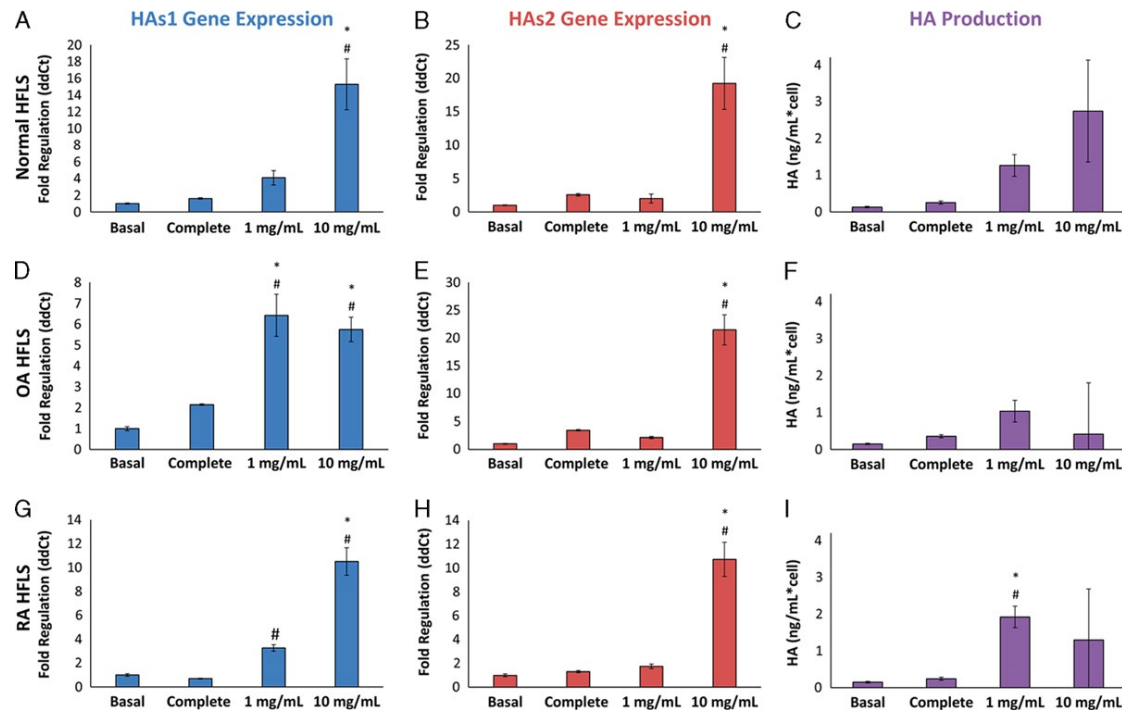 A HAs1 Gene Expression
B HAs2 Gene Expression
C HA Production
Normal HFLS
Fold Regulation (ddCt)
20
18
16
14
12
10
8
6
4
2
0
*
#
Basal Complete 1 mg/mL 10 mg/mL
Fold Regulation (ddCt)
25
20
15
10
5
0
*
#
Basal Complete 1 mg/mL 10 mg/mL
HA (ng/mL*cell)
4
3
2
1
0
Basal Complete 1 mg/mL 10 mg/mL
D
OA HFLS
Fold Regulation (ddCt)
8
7
6
5
4
3
2
1
0
*
#
*
#
Basal Complete 1 mg/mL 10 mg/mL
E
Fold Regulation (ddCt)
30
25
20
15
10
5
0
*
#
Basal Complete 1 mg/mL 10 mg/mL
F
HA (ng/mL*cell)
4
3
2
1
0
Basal Complete 1 mg/mL 10 mg/mL
G
RA HFLS
Fold Regulation (ddCt)
14
12
10
8
6
4
2
0
#
*
#
Basal Complete 1 mg/mL 10 mg/mL
H
Fold Regulation (ddCt)
14
12
10
8
6
4
2
0
*
#
Basal Complete 1 mg/mL 10 mg/mL
I
HA (ng/mL*cell)
4
3
2
1
0
*
#
Basal Complete 1 mg/mL 10 mg/mL